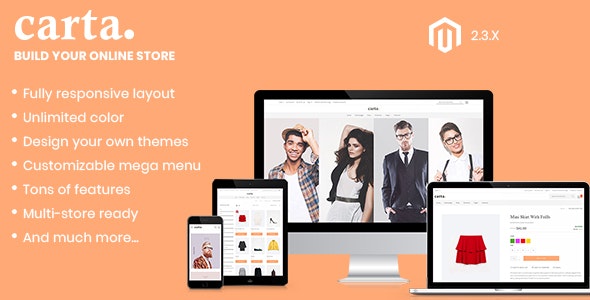 carta.
BUILD YOUR ONLINE STORE
2.3.X
• Fully responsive layout
• Unlimited color
• Design your own themes
• Customizable mega menu
• Tons of features
• Multi-store ready
• And much more...
carta.
carta.
carta.
Mini Skirt With Frills